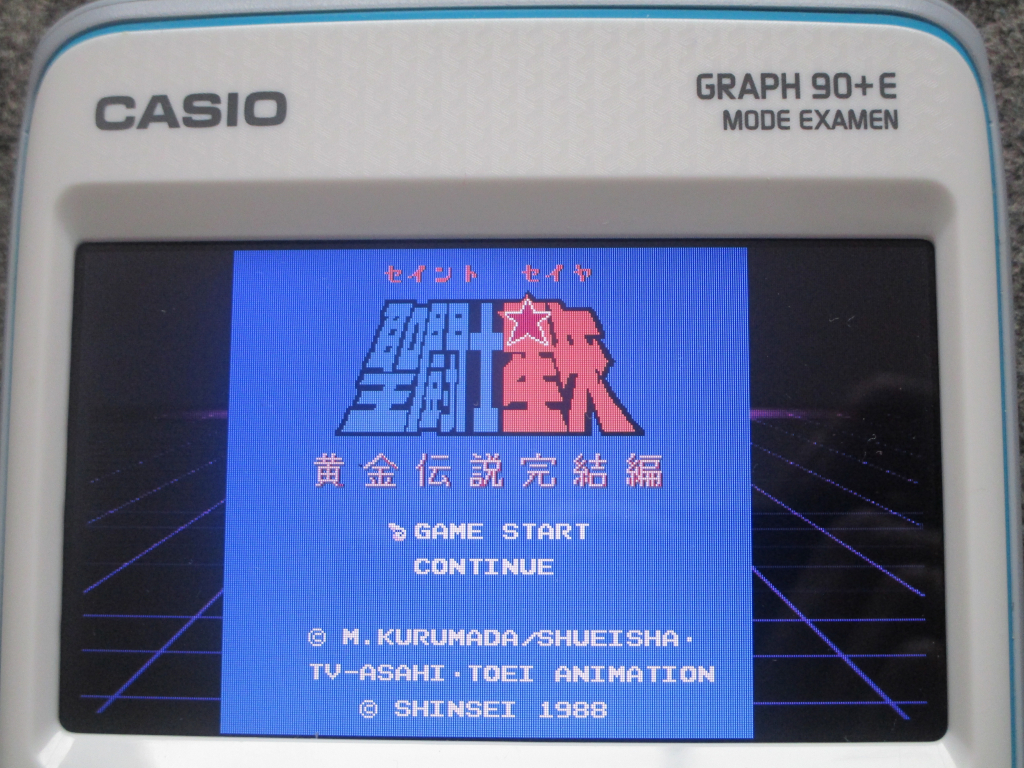 CASIO
GRAPH 90+E
MODE EXAMEN
セイント セイヤ
聖闘士星矢
黄金伝説完結編
GAME START
CONTINUE
© M.KURUMADA/SHUEISHA・
TV-ASAHI・TOEI ANIMATION
© SHINSEI 1988